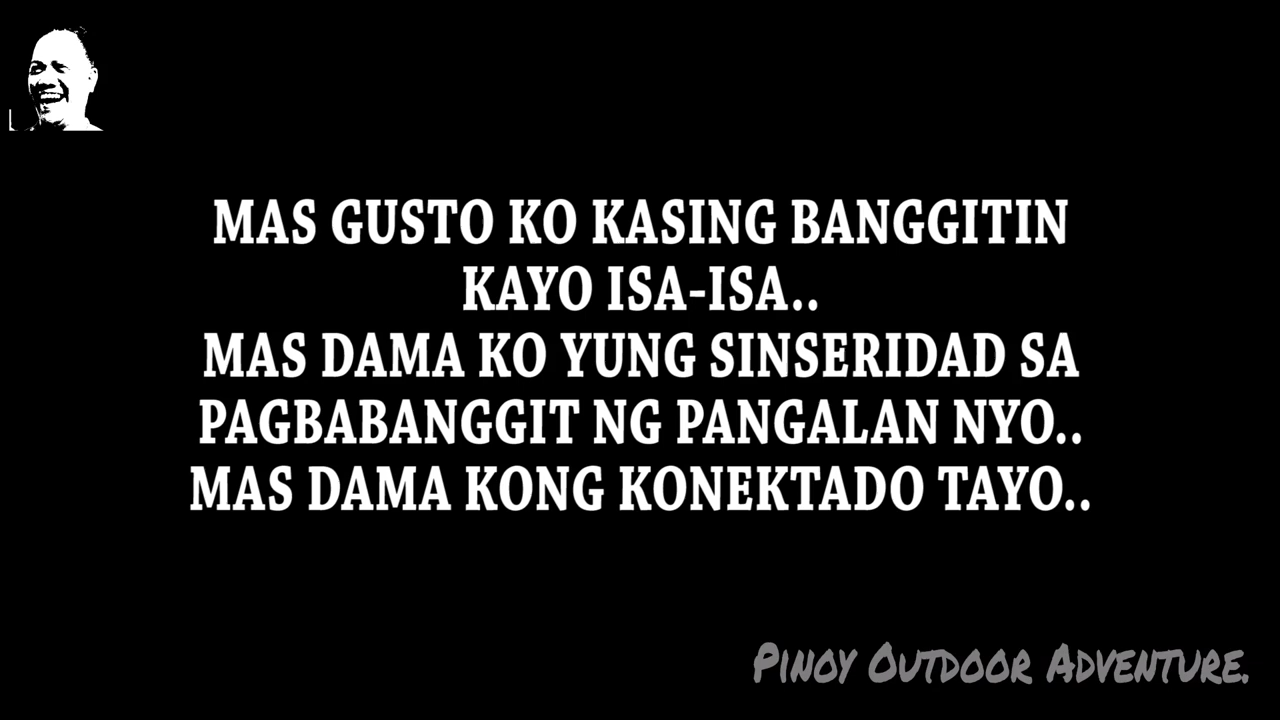 MAS GUSTO KO KASING BANGGITIN
KAYO ISA-ISA..
MAS DAMA KO YUNG SINSERIDAD SA
PAGBABANGGIT NG PANGALAN NYO..
MAS DAMA KONG KONEKTADO TAYO..
PINOY OUTDOOR ADVENTURE.